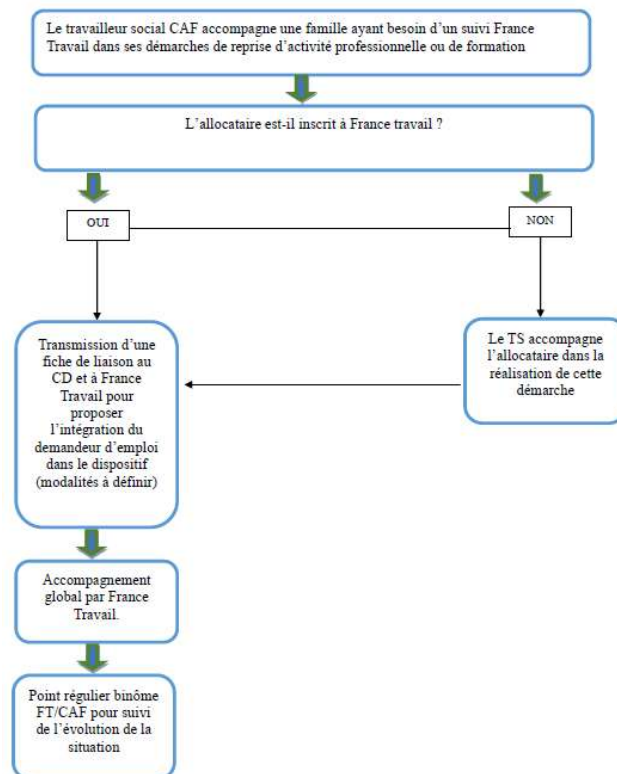 Le travailleur social CAF accompagne une famille ayant besoin d’un suivi France
Travail dans ses démarches de reprise d’activité professionnelle ou de formation
L’allocataire est-il inscrit à France travail ?
OUI
NON
Transmission d’une
fiche de liaison au
CD et à France
Travail pour
proposer
l’intégration du
demandeur d’emploi
dans le dispositif
(modalités à définir)
Le TS accompagne
l’allocataire dans la
réalisation de cette
démarche
Accompagnement
global par France
Travail.
Point régulier binôme
FT/CAF pour suivi
de l’évolution de la
situation